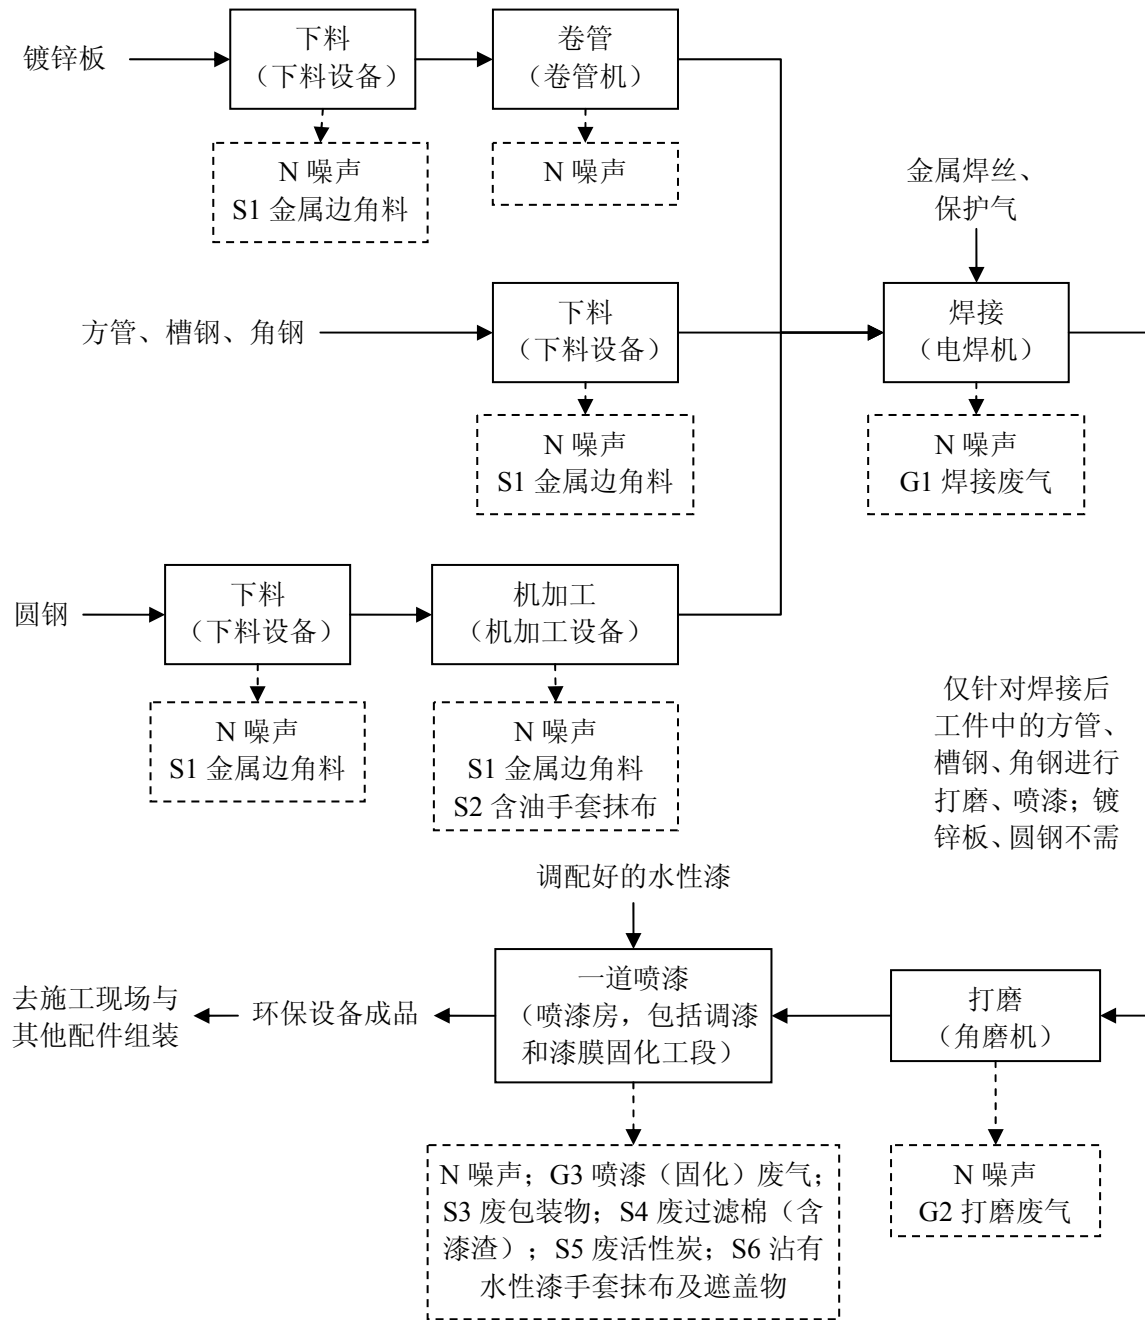 镀锌板
下料
（下料设备）
卷管
（卷管机）
N 噪声
S1 金属边角料
N 噪声
金属焊丝、
保护气
方管、槽钢、角钢
下料
（下料设备）
焊接
（电焊机）
N 噪声
S1 金属边角料
N 噪声
G1 焊接废气
圆钢
下料
（下料设备）
机加工
（机加工设备）
N 噪声
S1 金属边角料
N 噪声
S1 金属边角料
S2 含油手套抹布
仅针对焊接后
工件中的方管、
槽钢、角钢进行
打磨、喷漆；镀
锌板、圆钢不需
调配好的水性漆
一道喷漆
（喷漆房，包括调漆
和漆膜固化工段）
打磨
（角磨机）
环保设备成品
去施工现场与
其他配件组装
N 噪声；G3 喷漆（固化）废气；
S3 废包装物；S4 废过滤棉（含
漆渣）；S5 废活性炭；S6 沾有
水性漆手套抹布及遮盖物
N 噪声
G2 打磨废气